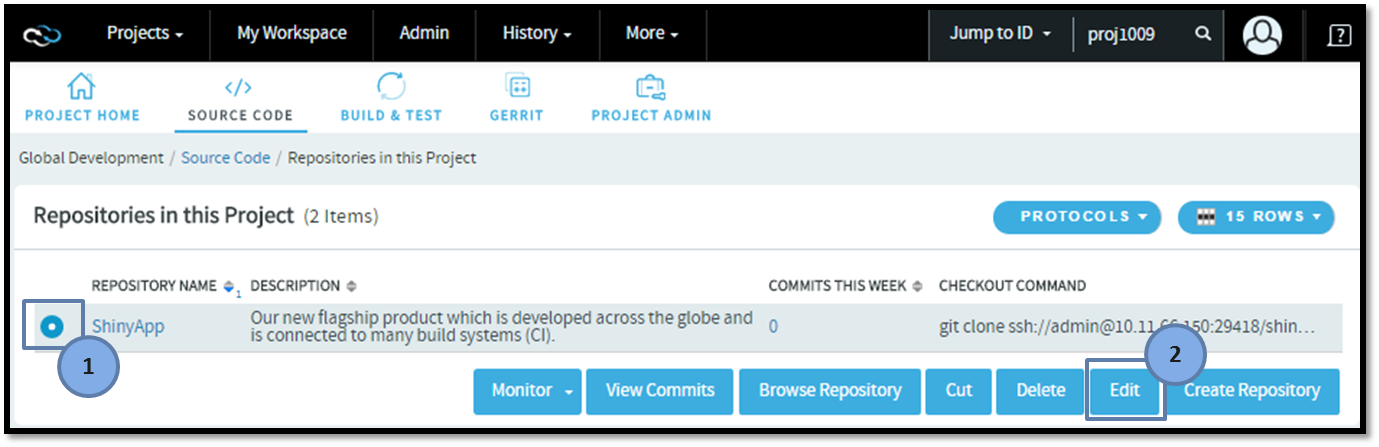 Projects My Workspace Admin History More Jump to ID proj1009 ?
PROJECT HOME SOURCE CODE BUILD & TEST GERRIT PROJECT ADMIN
Global Development / Source Code / Repositories in this Project
Repositories in this Project (2 Items) PROTOCOLS 15 ROWS
REPOSITORY NAME 1 DESCRIPTION COMMITS THIS WEEK CHECKOUT COMMAND
ShinyApp Our new flagship product which is developed across the globe and
is connected to many build systems (CI). 0 git clone ssh://admin@10.11.66.150:29418/shin...
1 2
Monitor View Commits Browse Repository Cut Delete Edit Create Repository